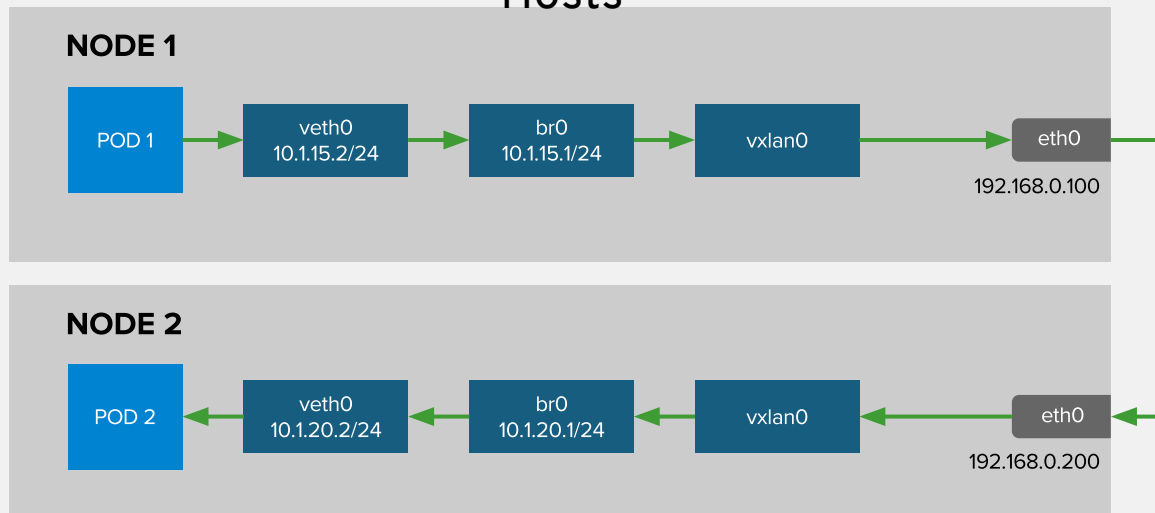 Hosts
NODE 1
POD 1
veth0
10.1.15.2/24
br0
10.1.15.1/24
vxlan0
eth0
192.168.0.100
NODE 2
POD 2
veth0
10.1.20.2/24
br0
10.1.20.1/24
vxlan0
eth0
192.168.0.200